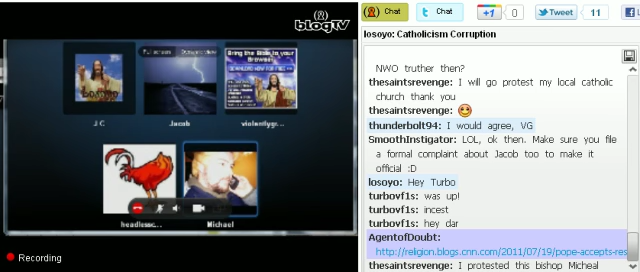 blogTV
Full screen
Bring the Bible to your
Browser!
J C
Jacob
violentlygr...
headlessc...
Michael
Recording
Chat
Chat
+1
0
Tweet
11
losoyo: Catholicism Corruption
NWO truther then?
thesaintsrevenge: I will go protest my local catholic
church thank you
thesaintsrevenge:
thunderbolt94: I would agree, VG
SmoothInstigator: LOL, ok then. Make sure you file
a formal complaint about Jacob too to make it
official :D
losoyo: Hey Turbo
turbovf1s: was up!
turbovf1s: incest
turbovf1s: hey dar
AgentofDoubt:
http://religion.blogs.cnn.com/2011/07/19/pope-accepts-res
thesaintsrevenge: I protested this bishop Micheal